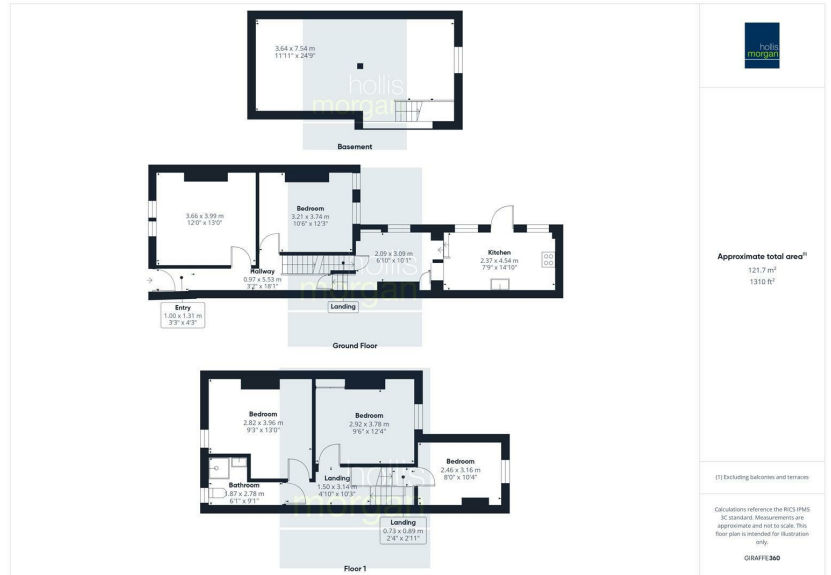 3.64 x 7.54 m
11'11" x 24'9"
hollis
morgan
Basement
3.66 x 3.99 m
12'0" x 13'0"
Bedroom
3.21 x 3.74 m
10'6" x 12'3"
2.09 x 3.09 m
6'10" x 10'1"
Kitchen
2.37 x 4.54 m
7'9" x 14'10"
Hallway
0.97 x 5.53 m
3'2" x 18'1"
hollis
morgan
Entry
1.00 x 1.31 m
3'3" x 4'3"
Landing
Ground Floor
Bedroom
2.82 x 3.96 m
9'3" x 13'0"
Bedroom
2.92 x 3.78 m
9'6" x 12'4"
Bedroom
2.46 x 3.16 m
8'0" x 10'4"
Bathroom
1.87 x 2.78 m
6'1" x 9'1"
Landing
1.50 x 3.14 m
4'10" x 10'3"
hollis
morgan
Landing
0.73 x 0.89 m
2'4" x 2'11"
Floor 1
hollis
morgan
Approximate total area(1)
121.7 m²
1310 ft²
(1) Excluding balconies and terraces
Calculations reference the RICS IPMS
3C standard. Measurements are
approximate and not to scale. This
floor plan is intended for illustration
only.
GIRAFFE360